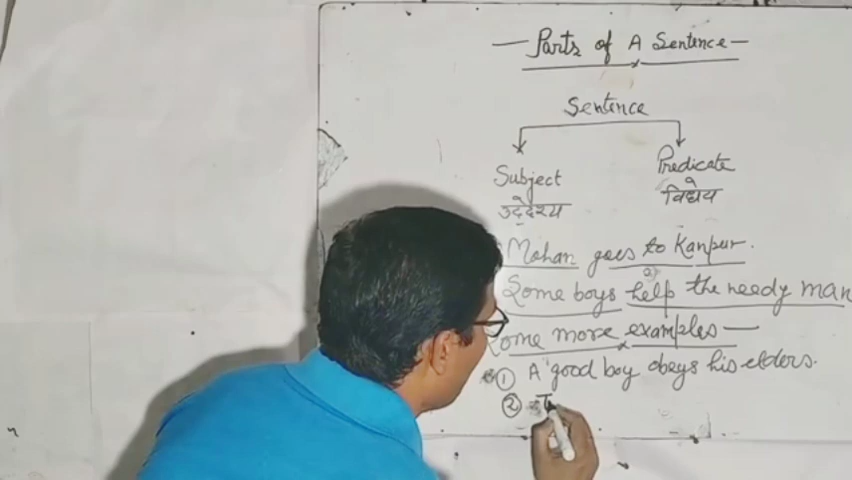 — Parts of A Sentence —
Sentence
Subject Predicate
उद्देश्य विधेय
Mohan goes to Kanpur.
Some boys help the needy man
Some more examples —
① A good boy obeys his elders.
②